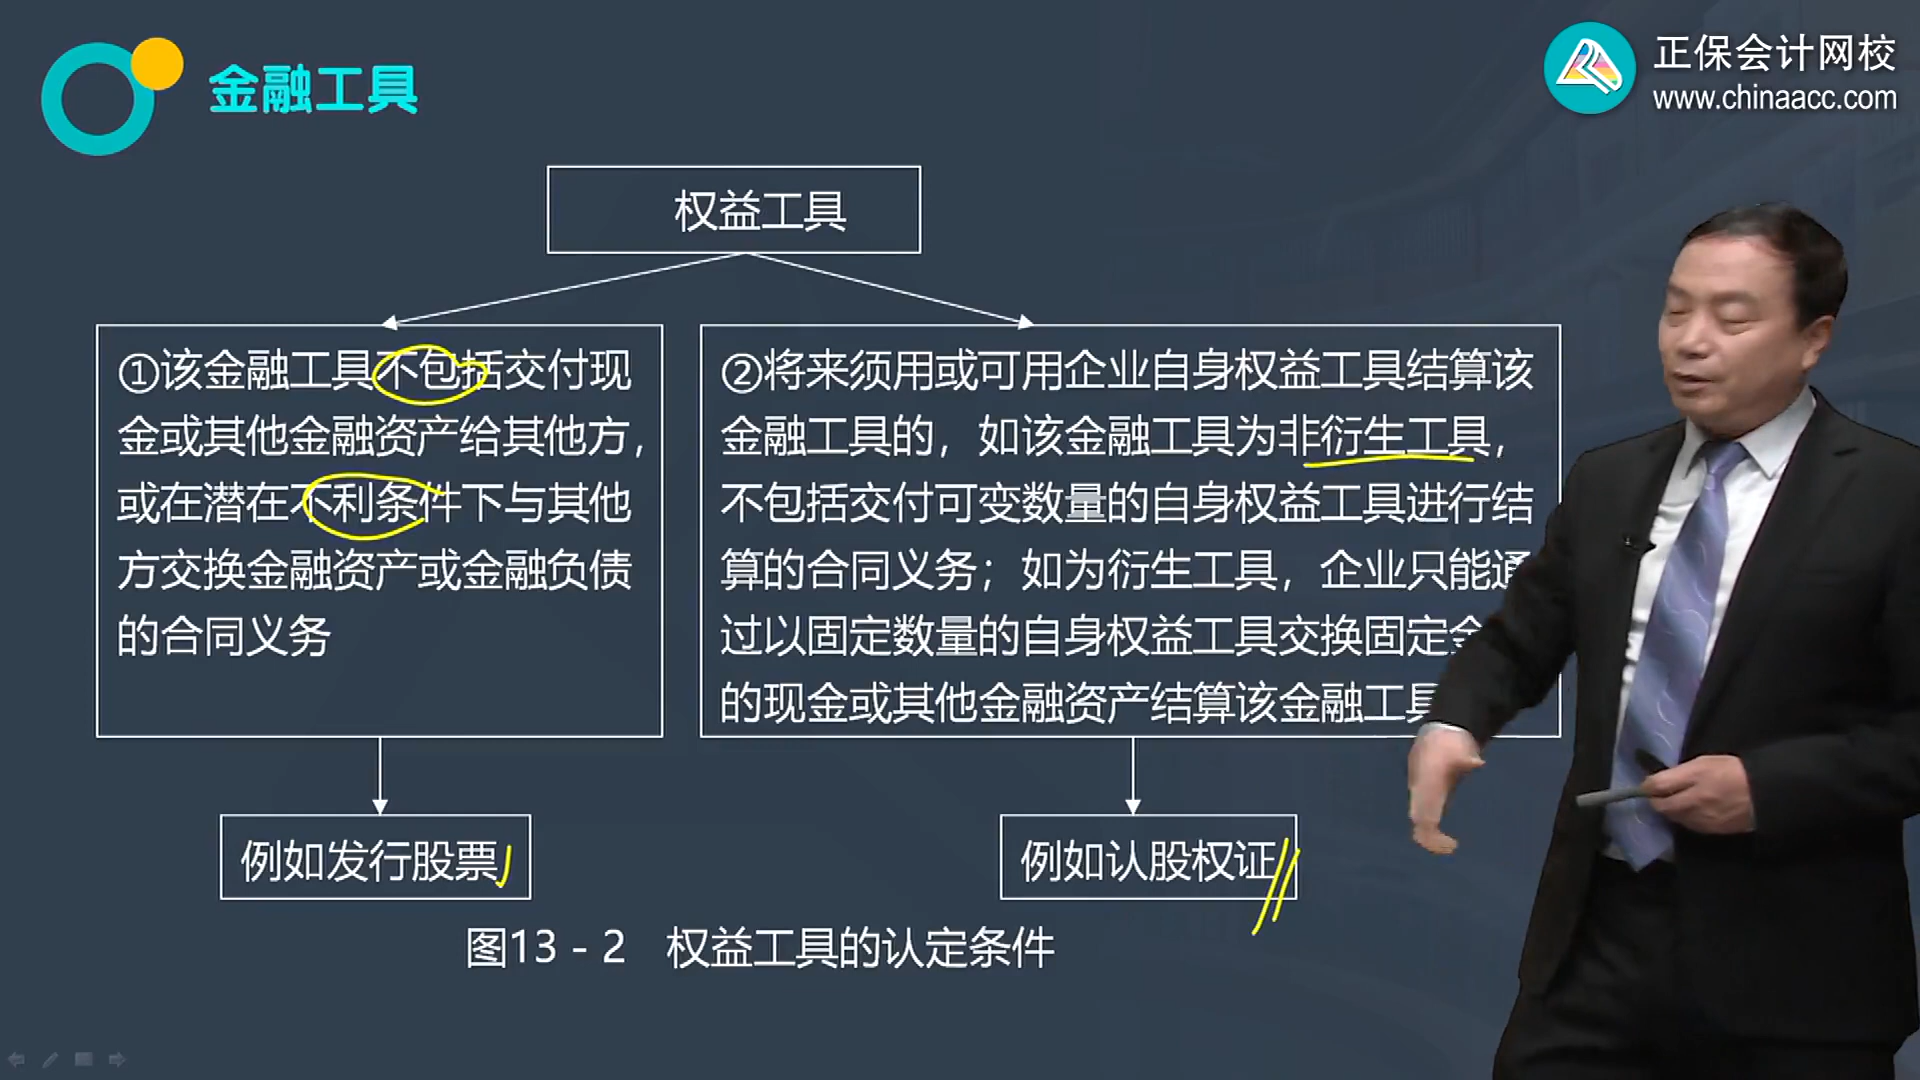 金融工具
正保会计网校
www.chinaacc.com
权益工具
①该金融工具不包括交付现
金或其他金融资产给其他方，
或在潜在不利条件下与其他
方交换金融资产或金融负债
的合同义务
②将来须用或可用企业自身权益工具结算该
金融工具的，如该金融工具为非衍生工具，
不包括交付可变数量的自身权益工具进行结
算的合同义务；如为衍生工具，企业只能通
过以固定数量的自身权益工具交换固定金
的现金或其他金融资产结算该金融工具
例如发行股票
例如认股权证
图13－2 权益工具的认定条件